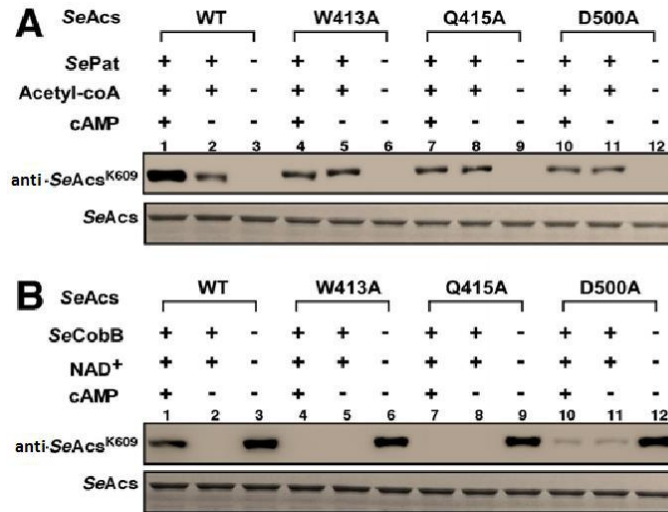 A SeAcs WT W413A Q415A D500A
SePat + + - + + - + + - + + -
Acetyl-coA + + - + + - + + - + + -
cAMP + - - + - - + - - + - -
1 2 3 4 5 6 7 8 9 10 11 12
anti-SeAcsK609
SeAcs
B SeAcs WT W413A Q415A D500A
SeCobB + + - + + - + + - + + -
NAD+ + + - + + - + + - + + -
cAMP + - - + - - + - - + - -
1 2 3 4 5 6 7 8 9 10 11 12
anti-SeAcsK609
SeAcs